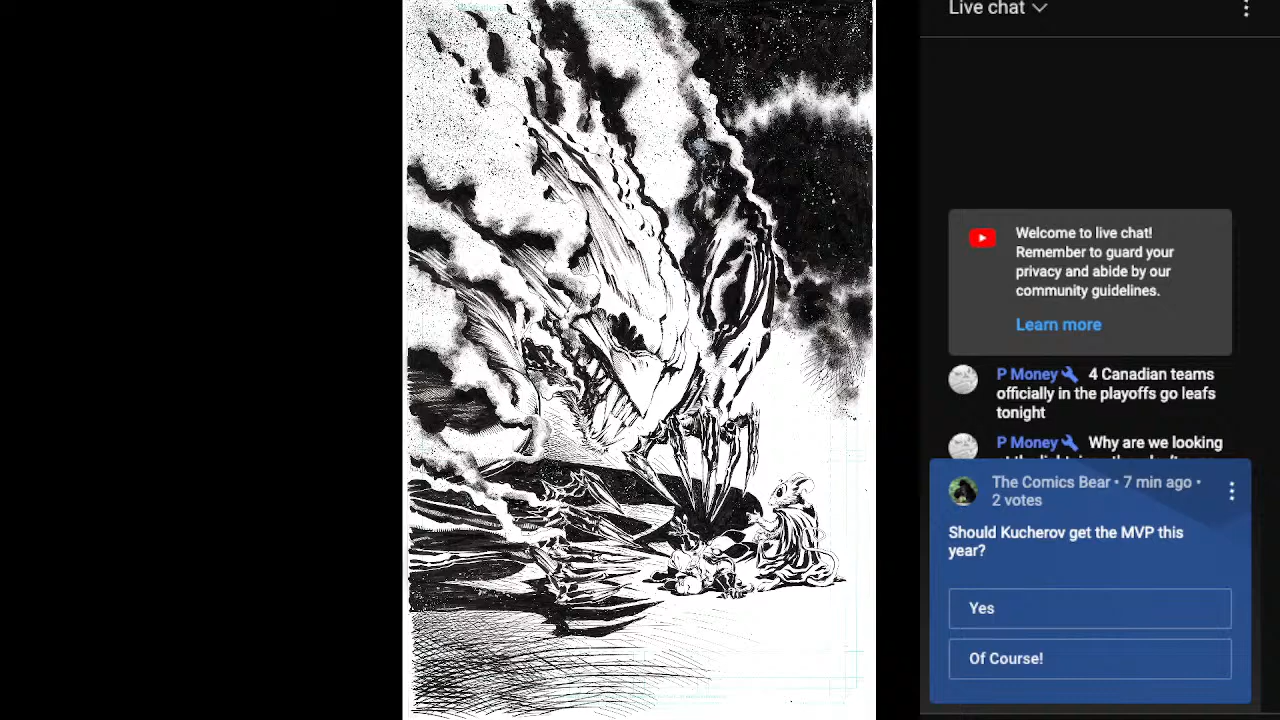 Live chat
Welcome to live chat!
Remember to guard your
privacy and abide by our
community guidelines.
Learn more
P Money 4 Canadian teams
officially in the playoffs go leafs
tonight
P Money Why are we looking
The Comics Bear • 7 min ago •
2 votes
Should Kucherov get the MVP this
year?
Yes
Of Course!